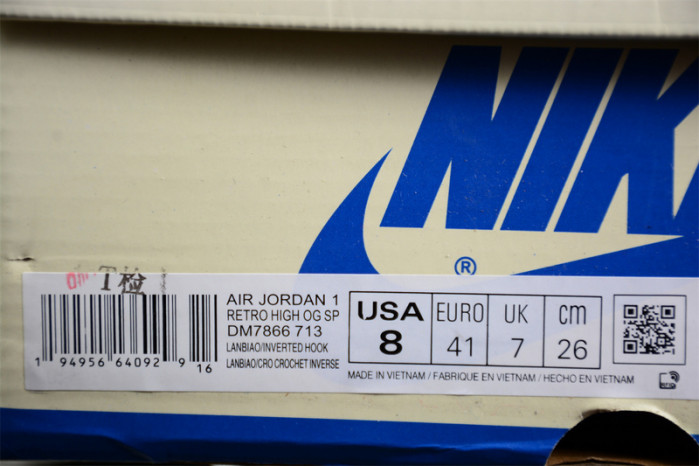 NIKE
®
T检
AIR JORDAN 1
RETRO HIGH OG SP
DM7866 713
LANBIAO/INVERTED HOOK
LANBIAO/CRO CROCHET INVERSE
1 94956 64092 9 16
USA 8
EURO 41
UK 7
cm 26
MADE IN VIETNAM / FABRIQUE EN VIETNAM / HECHO EN VIETNAM